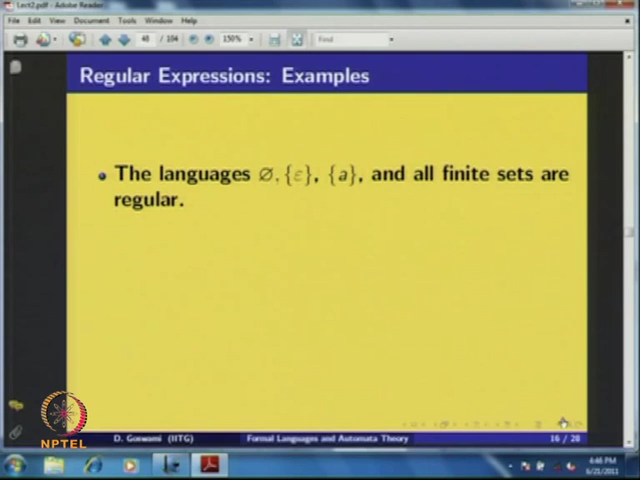 Lect2.pdf - Adobe Reader
File Edit View Document Tools Window Help
48 / 104 150% Find
Regular Expressions: Examples
The languages ∅, {ε}, {a}, and all finite sets are
regular.
NPTEL
D. Goswami (IITG) Formal Languages and Automata Theory 16 / 28
4:46 PM
6/21/2011